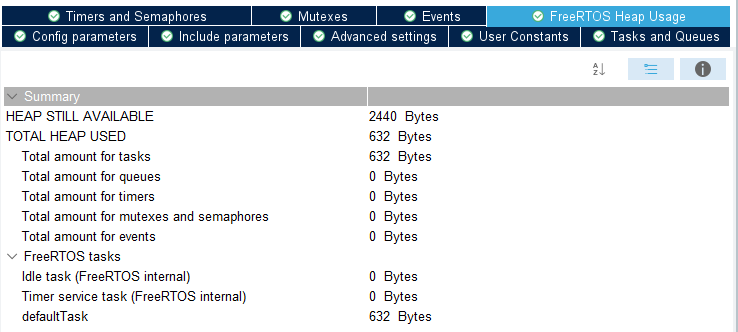 Timers and Semaphores Mutexes Events FreeRTOS Heap Usage
Config parameters Include parameters Advanced settings User Constants Tasks and Queues
Summary
HEAP STILL AVAILABLE 2440 Bytes
TOTAL HEAP USED 632 Bytes
Total amount for tasks 632 Bytes
Total amount for queues 0 Bytes
Total amount for timers 0 Bytes
Total amount for mutexes and semaphores 0 Bytes
Total amount for events 0 Bytes
FreeRTOS tasks
Idle task (FreeRTOS internal) 0 Bytes
Timer service task (FreeRTOS internal) 0 Bytes
defaultTask 632 Bytes